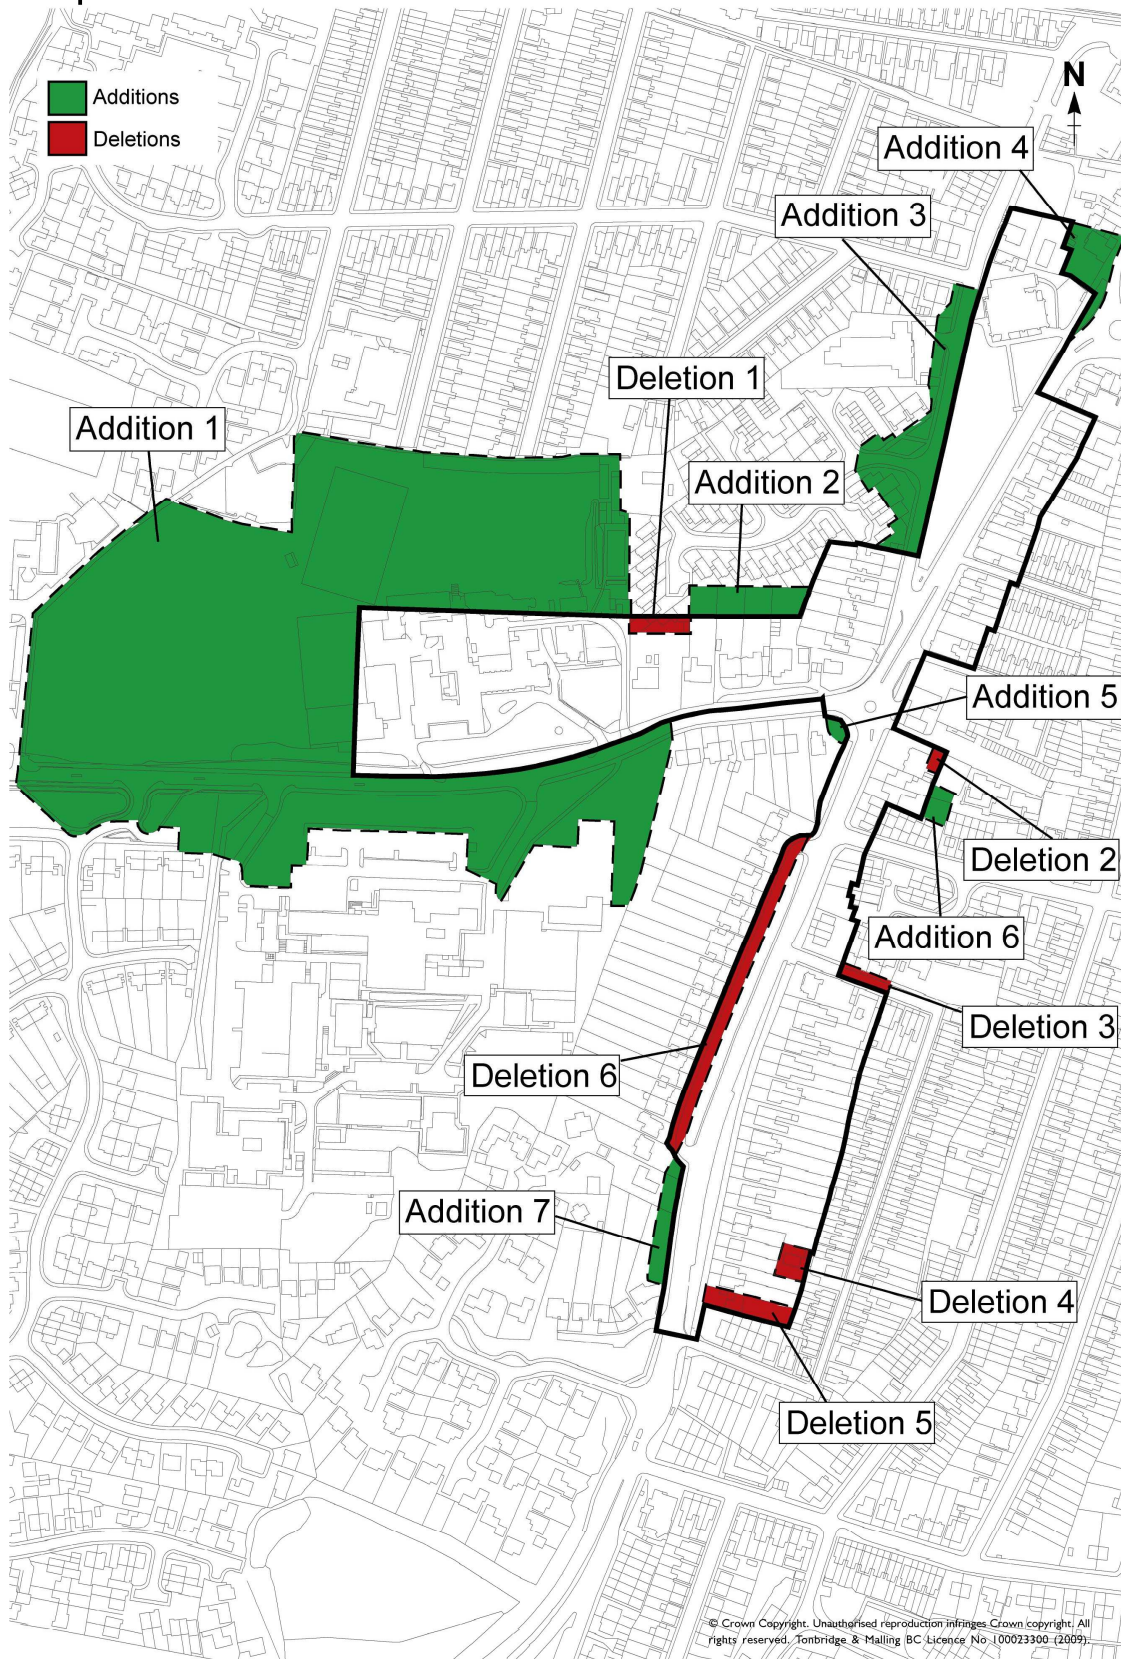 Additions
Deletions
N
Addition 4
Addition 3
Deletion 1
Addition 1
Addition 2
Addition 5
Deletion 2
Addition 6
Deletion 3
Deletion 6
Addition 7
Deletion 4
Deletion 5
© Crown Copyright. Unauthorised reproduction infringes Crown copyright. All
rights reserved. Tonbridge & Malling BC Licence No 100023300 (2009).